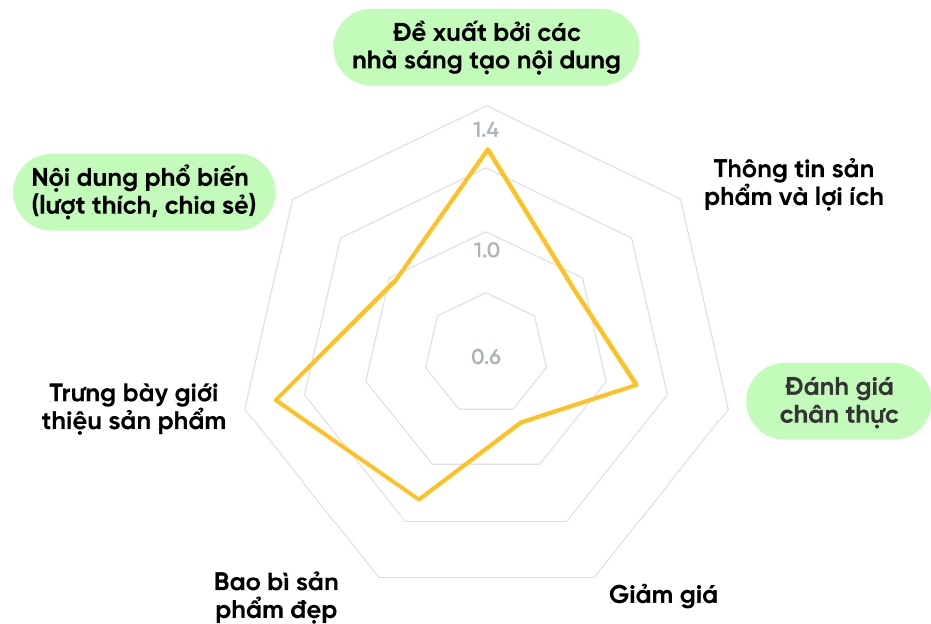 Đề xuất bởi các
nhà sáng tạo nội dung
1.4
Thông tin sản
phẩm và lợi ích
Nội dung phổ biến
(lượt thích, chia sẻ)
1.0
0.6
Trưng bày giới
thiệu sản phẩm
Đánh giá
chân thực
Bao bì sản
phẩm đẹp
Giảm giá